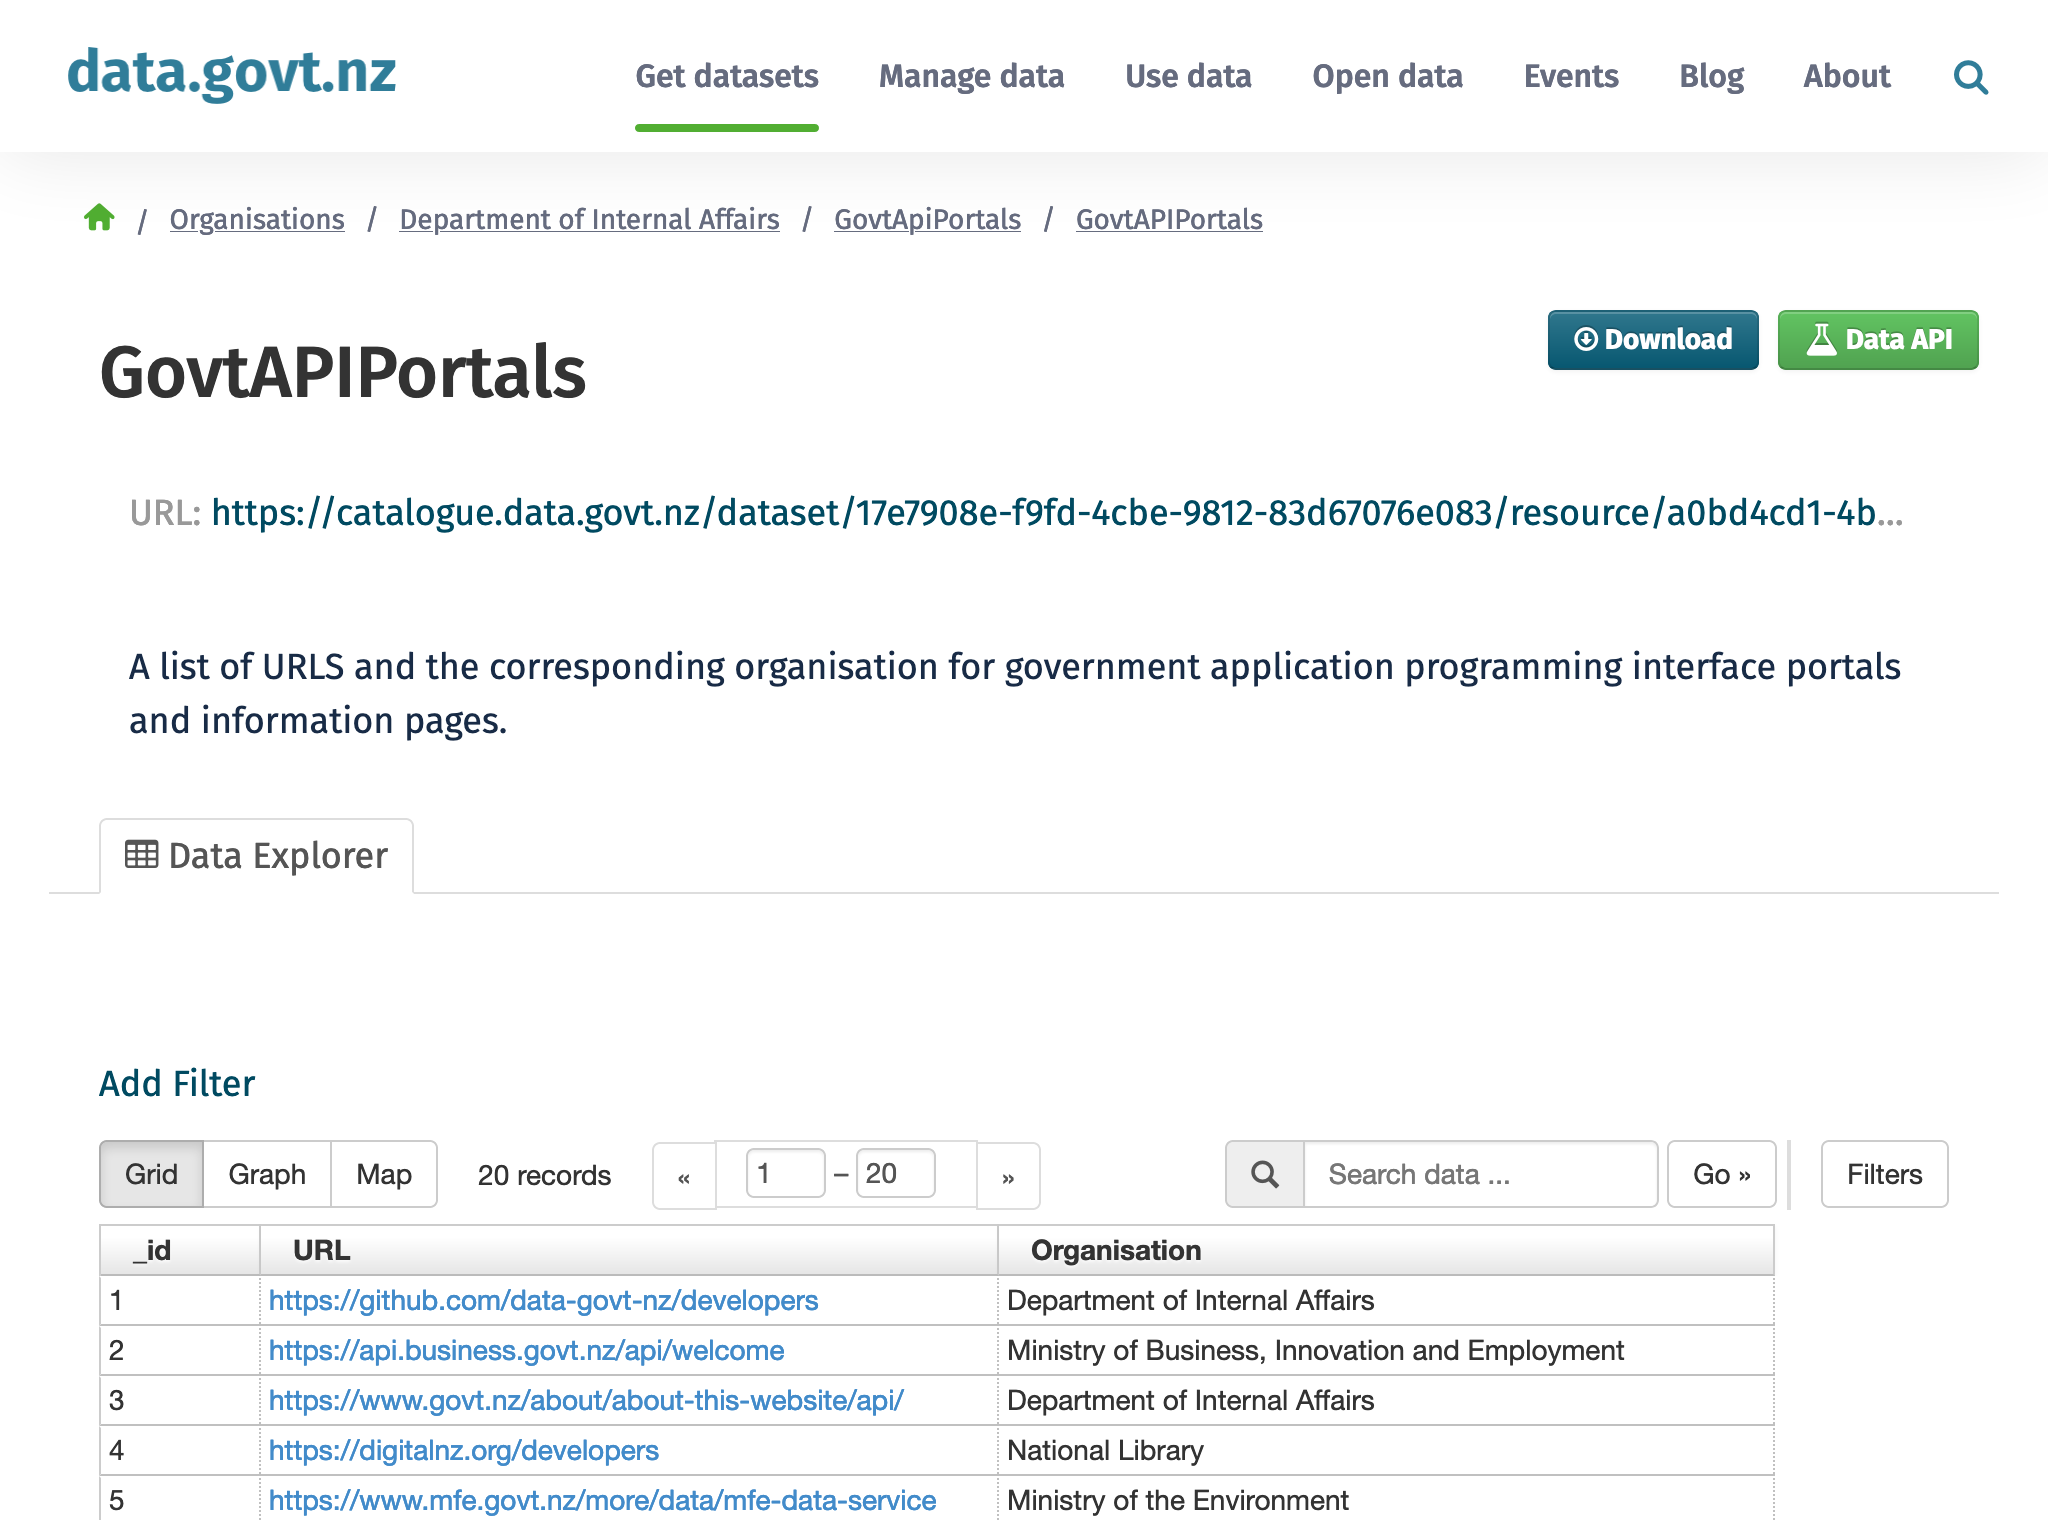 data.govt.nz
Get datasets Manage data Use data Open data Events Blog About
/ Organisations / Department of Internal Affairs / GovtApiPortals / GovtAPIPortals
Download Data API
GovtAPIPortals
URL: https://catalogue.data.govt.nz/dataset/17e7908e-f9fd-4cbe-9812-83d67076e083/resource/a0bd4cd1-4b...
A list of URLS and the corresponding organisation for government application programming interface portals
and information pages.
Data Explorer
Add Filter
Grid Graph Map 20 records « 1 – 20 » Search data ... Go » Filters
_id URL Organisation
1 https://github.com/data-govt-nz/developers Department of Internal Affairs
2 https://api.business.govt.nz/api/welcome Ministry of Business, Innovation and Employment
3 https://www.govt.nz/about/about-this-website/api/ Department of Internal Affairs
4 https://digitalnz.org/developers National Library
5 https://www.mfe.govt.nz/more/data/mfe-data-service Ministry of the Environment